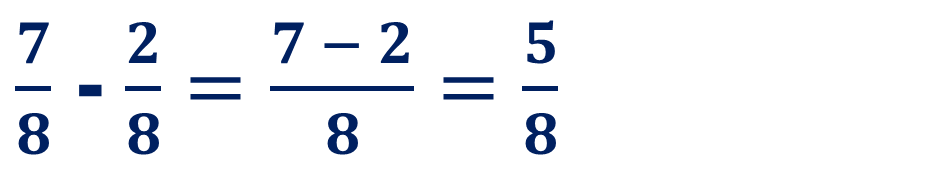 7/8 - 2/8 = (7 − 2)/8 = 5/8